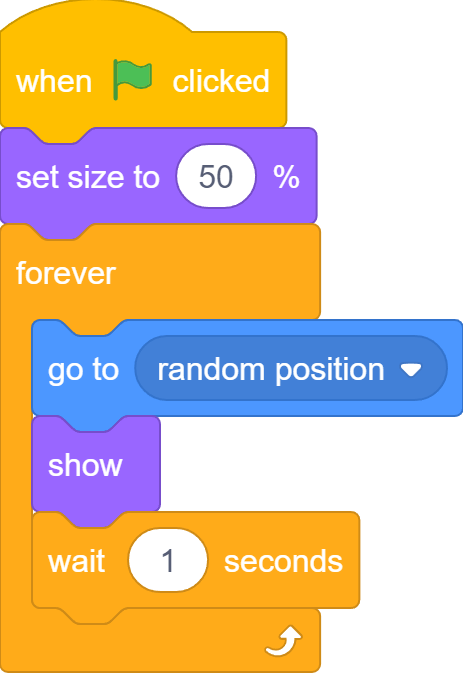 when clicked
set size to 50 %
forever
go to random position
show
wait 1 seconds